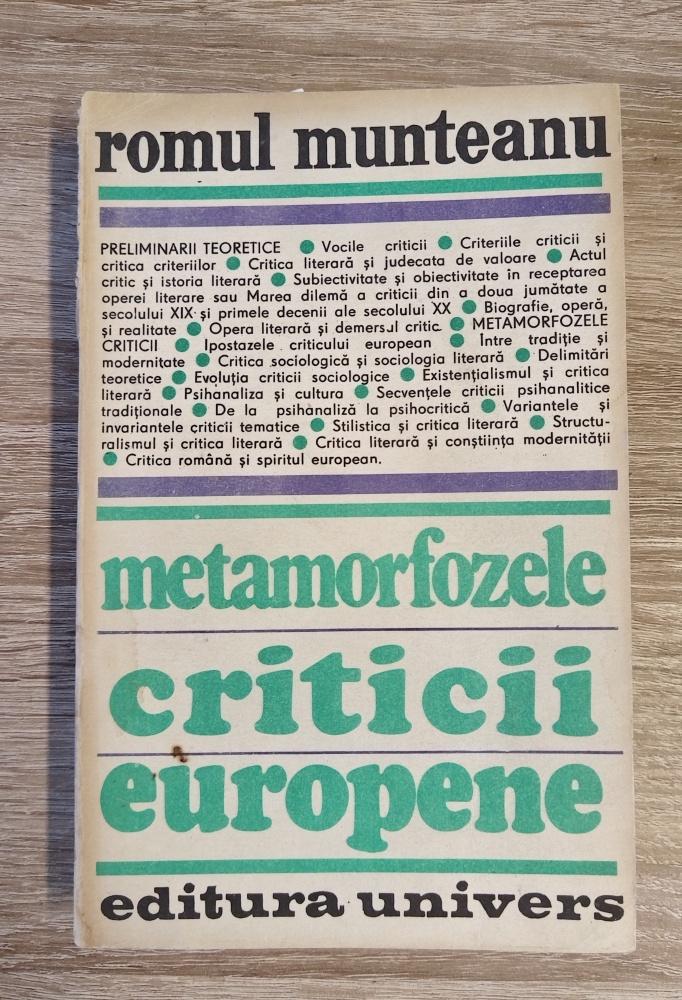 romul munteanu
PRELIMINARII TEORETICE ● Vocile criticii ● Criteriile criticii și
critica criteriilor ● Critica literară și judecata de valoare ● Actul
critic și istoria literară ● Subiectivitate și obiectivitate în receptarea
operei literare sau Marea dilemă a criticii din a doua jumătate a
secolului XIX și primele decenii ale secolului XX ● Biografie, operă,
și realitate ● Opera literară și demersul critic ● METAMORFOZELE
CRITICII ● Ipostazele criticului european ● Intre tradiție și
modernitate ● Critica sociologică și sociologia literară ● Delimitări
teoretice ● Evoluția criticii sociologice ● Existențialismul și critica
literară ● Psihanaliza și cultura ● Secvențele criticii psihanalitice
tradiționale ● De la psihanaliză la psihocritică ● Variantele și
invariantele criticii tematice ● Stilistica și critica literară ● Structu-
ralismul și critica literară ● Critica literară și conștiința modernității
● Critica română și spiritul european.
metamorfozele
criticii
europene
editura univers